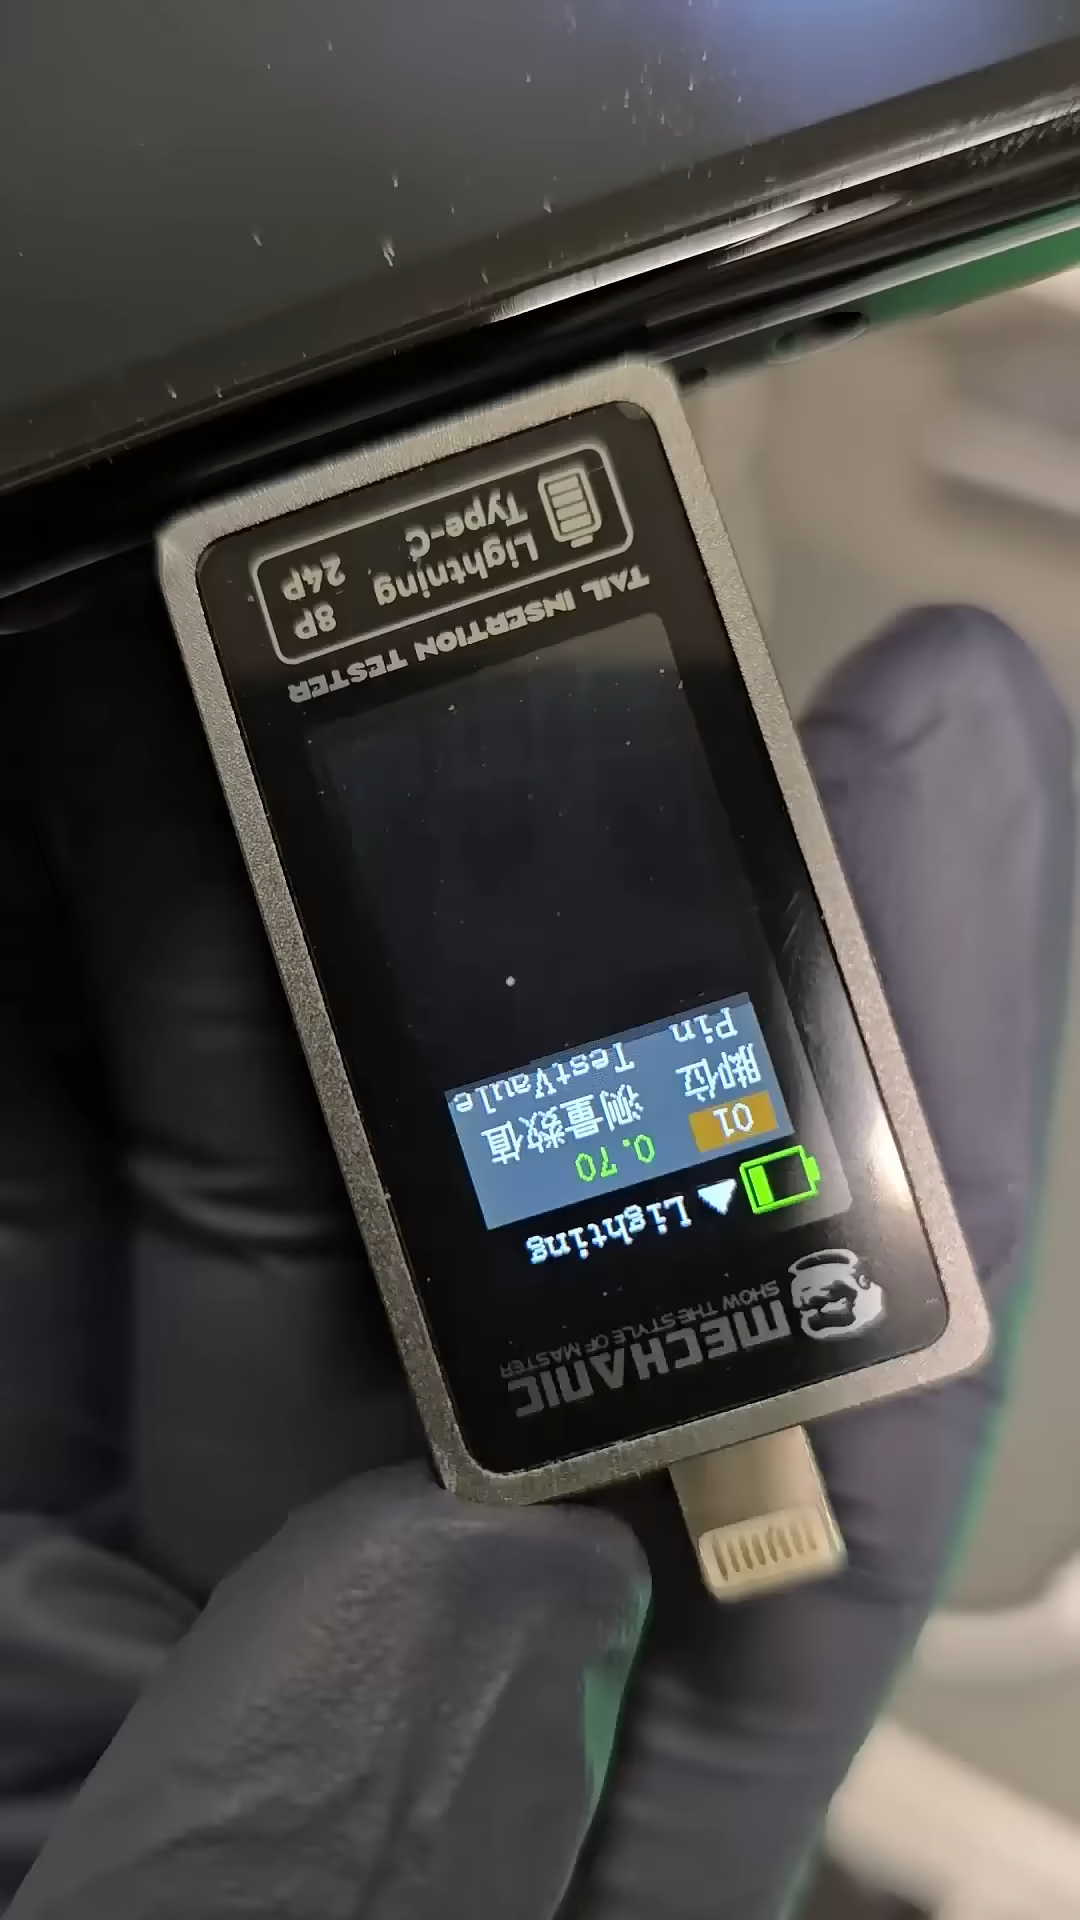 MECHANIC
SHOW THE STYLE OF MASTER
Lighting
01 0.70
脚位 测量数值
Pin TestVaule
TAIL INSERTION TESTER
Lightning 8P
Type-C 24P